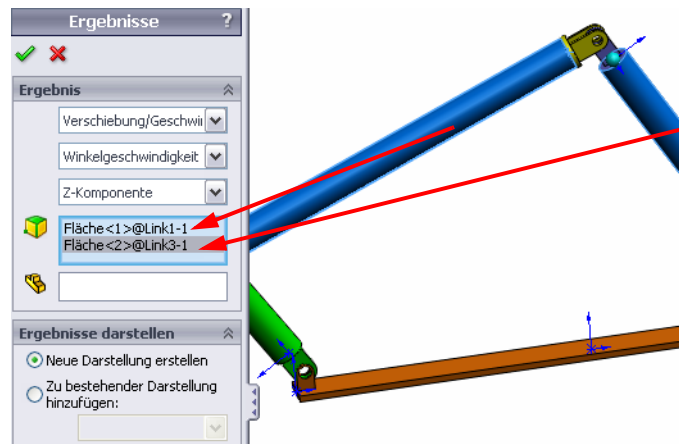 Ergebnisse ?
Ergebnis
Verschiebung/Geschwi
Winkelgeschwindigkeit
Z-Komponente
Fläche<1>@Link1-1
Fläche<2>@Link3-1
Ergebnisse darstellen
Neue Darstellung erstellen
Zu bestehender Darstellung
hinzufügen: